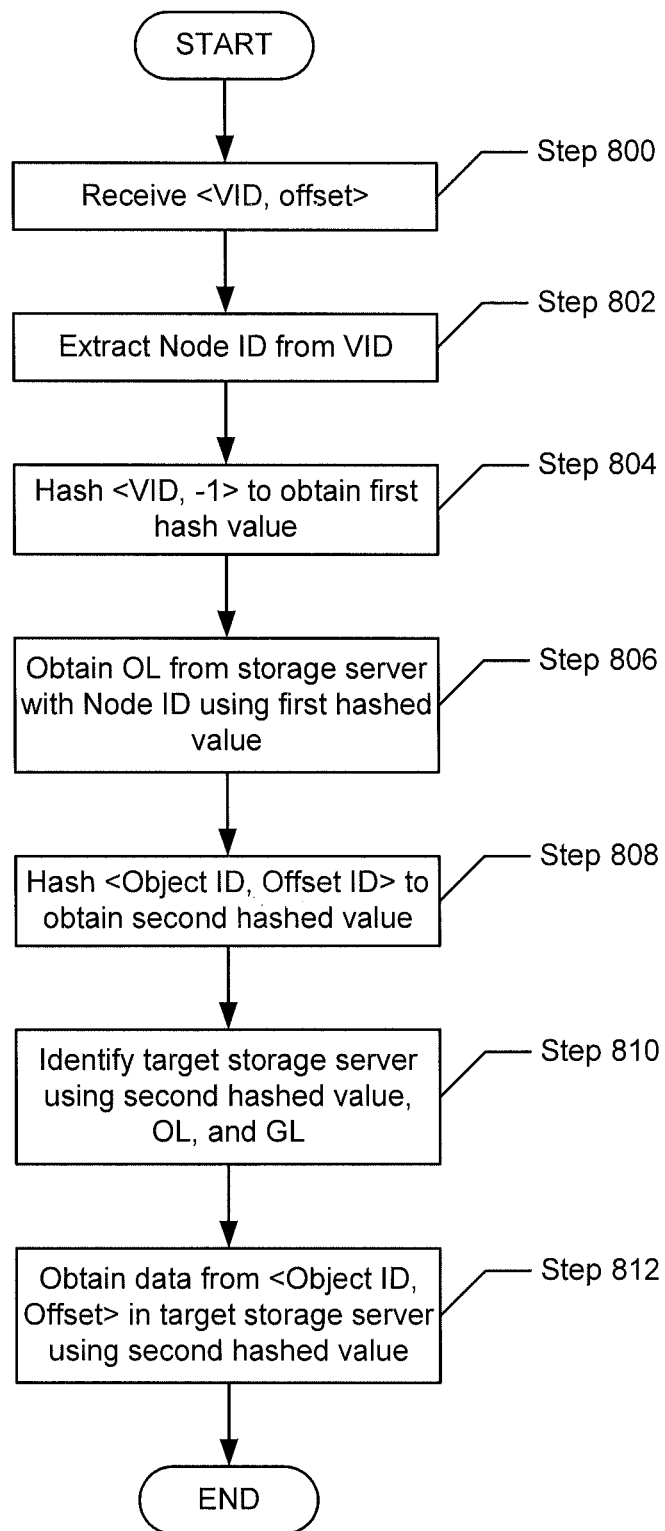 START
Step 800
Receive <VID, offset>
Step 802
Extract Node ID from VID
Step 804
Hash <VID, -1> to obtain first
hash value
Step 806
Obtain OL from storage server
with Node ID using first hashed
value
Step 808
Hash <Object ID, Offset ID> to
obtain second hashed value
Step 810
Identify target storage server
using second hashed value,
OL, and GL
Step 812
Obtain data from <Object ID,
Offset> in target storage server
using second hashed value
END